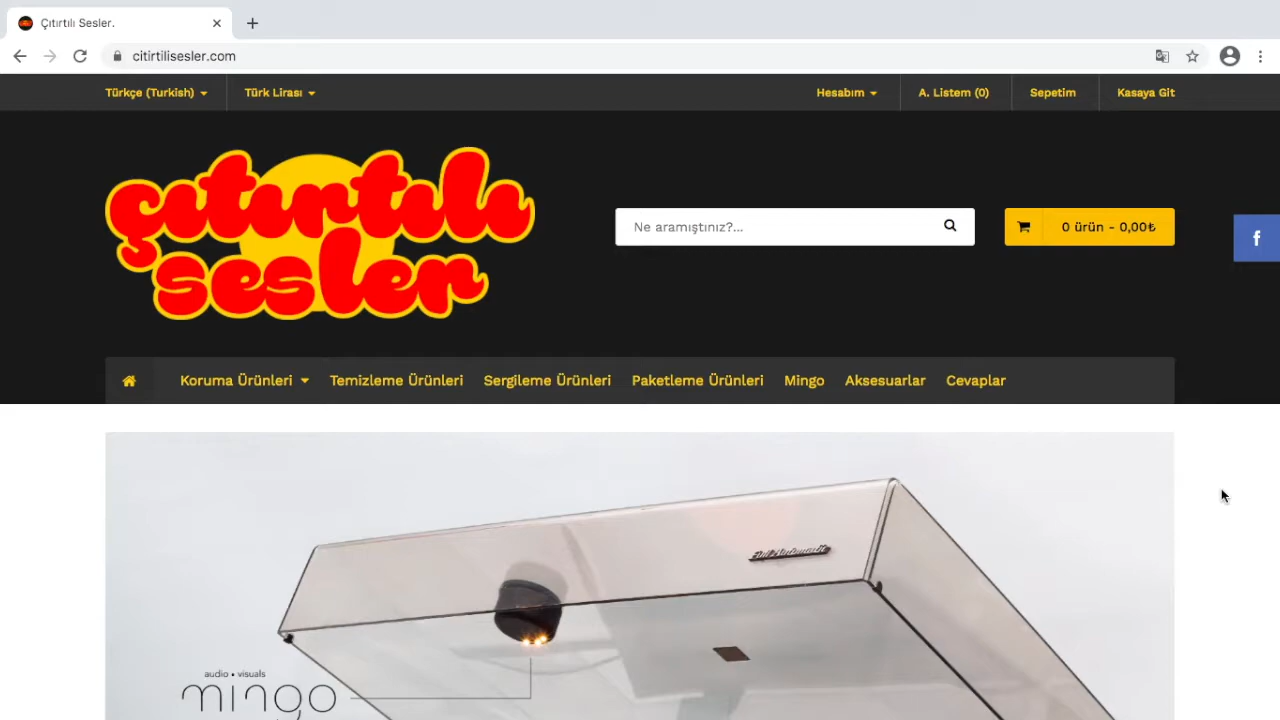 Çıtırtılı Sesler.
citirtilisesler.com
Türkçe (Turkish)
Türk Lirası
Hesabım
A. Listem (0)
Sepetim
Kasaya Git
çıtırtılı
sesler
Ne aramıştınız?...
0 ürün - 0,00₺
f
Koruma Ürünleri
Temizleme Ürünleri
Sergileme Ürünleri
Paketleme Ürünleri
Mingo
Aksesuarlar
Cevaplar
audio • visuals
mingo